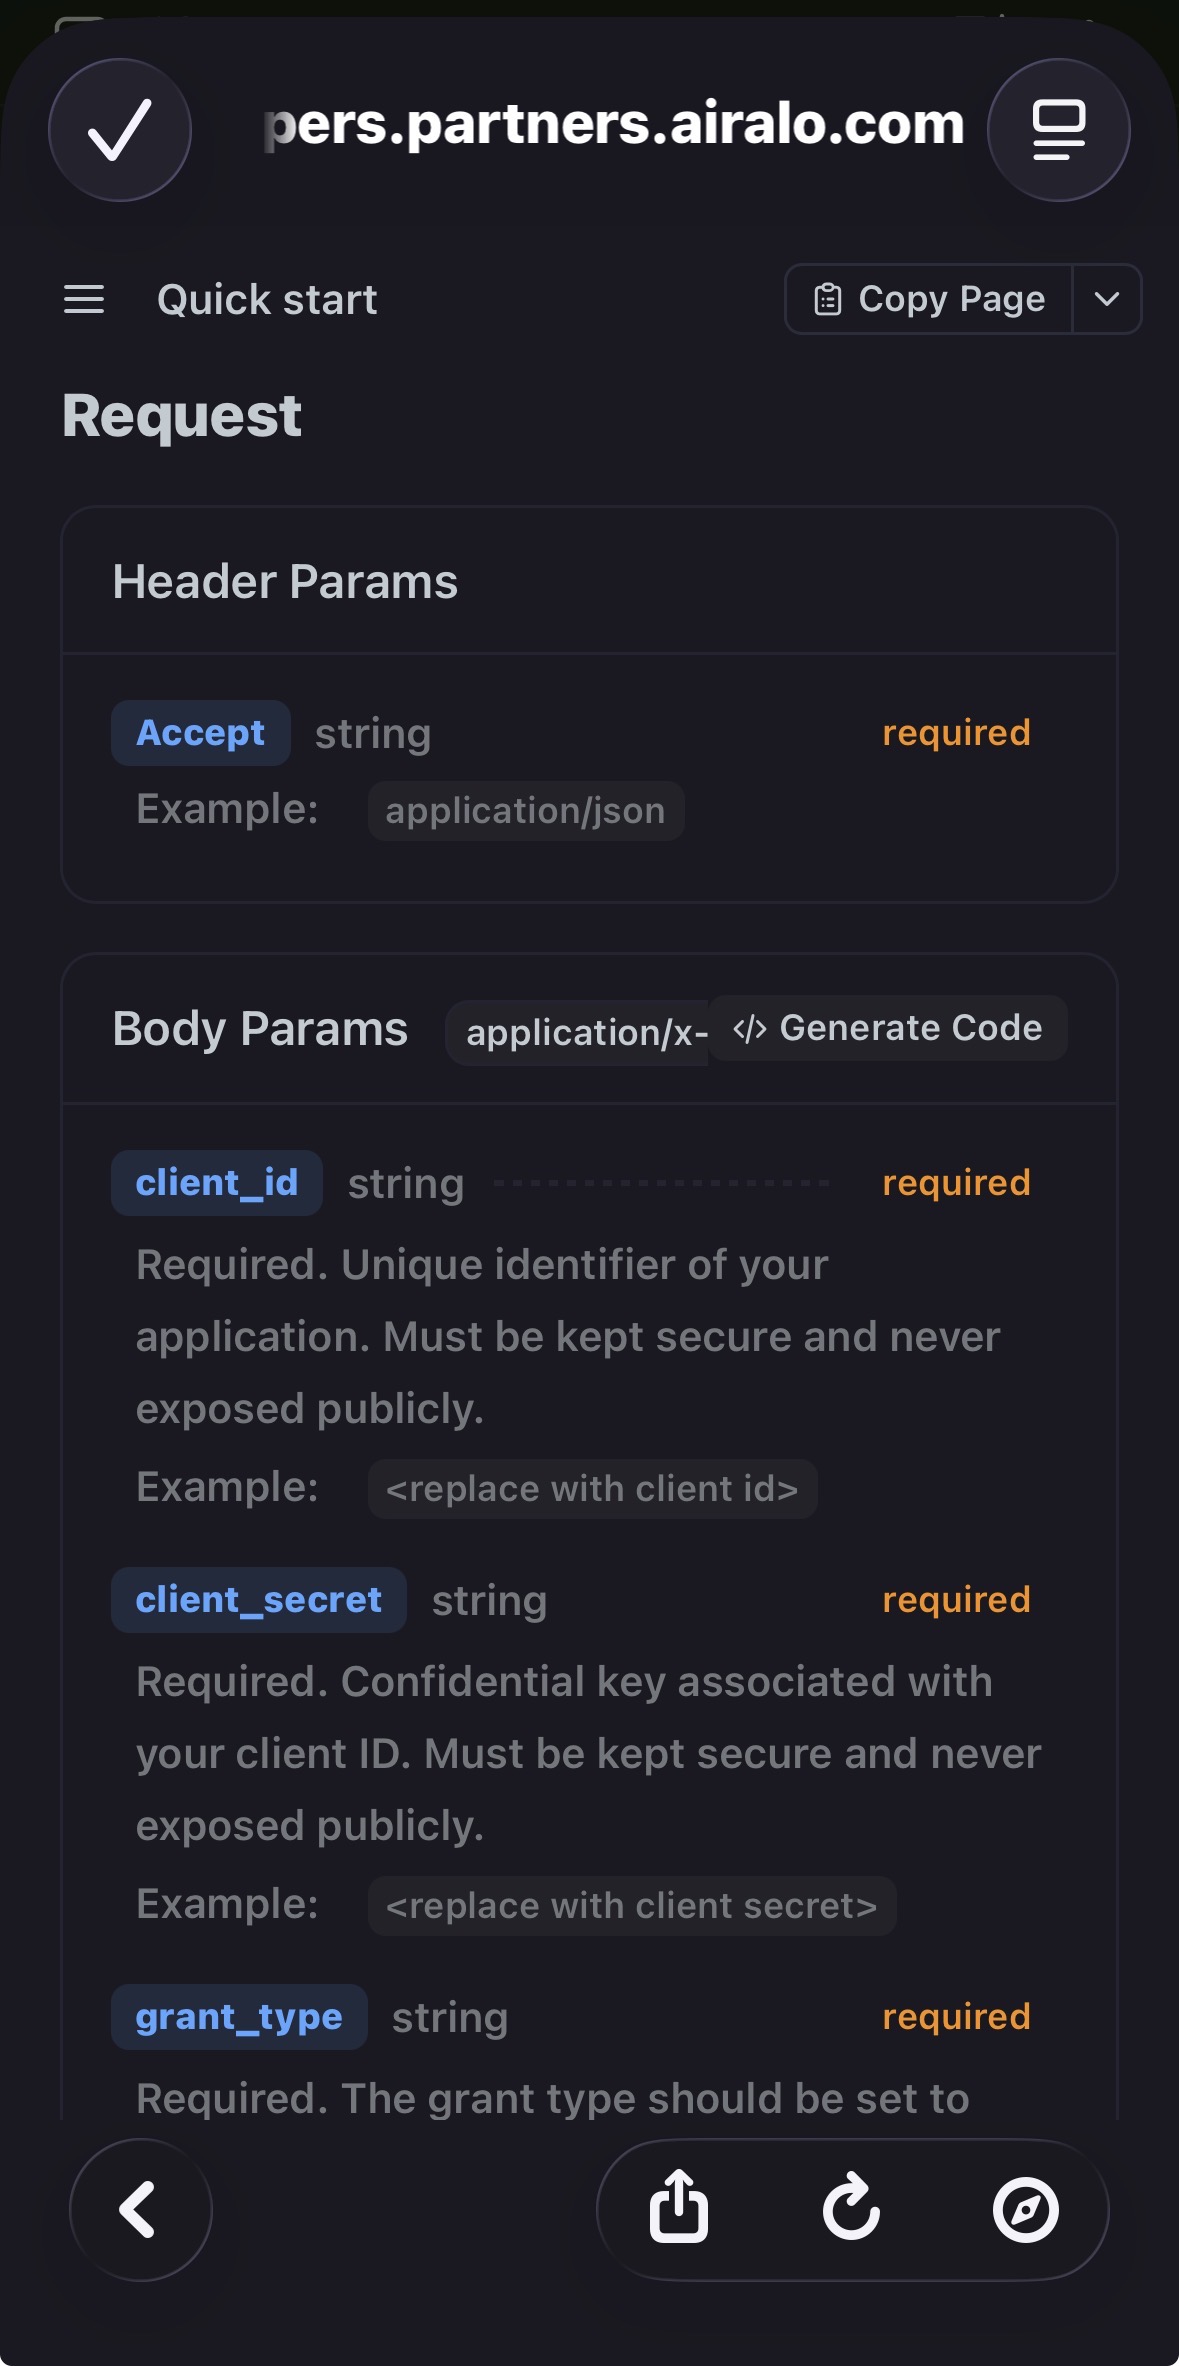 pers.partners.airalo.com
Quick start
Copy Page
Request
Header Params
Accept string required
Example: application/json
Body Params application/x- </> Generate Code
client_id string required
Required. Unique identifier of your
application. Must be kept secure and never
exposed publicly.
Example: <replace with client id>
client_secret string required
Required. Confidential key associated with
your client ID. Must be kept secure and never
exposed publicly.
Example: <replace with client secret>
grant_type string required
Required. The grant type should be set to